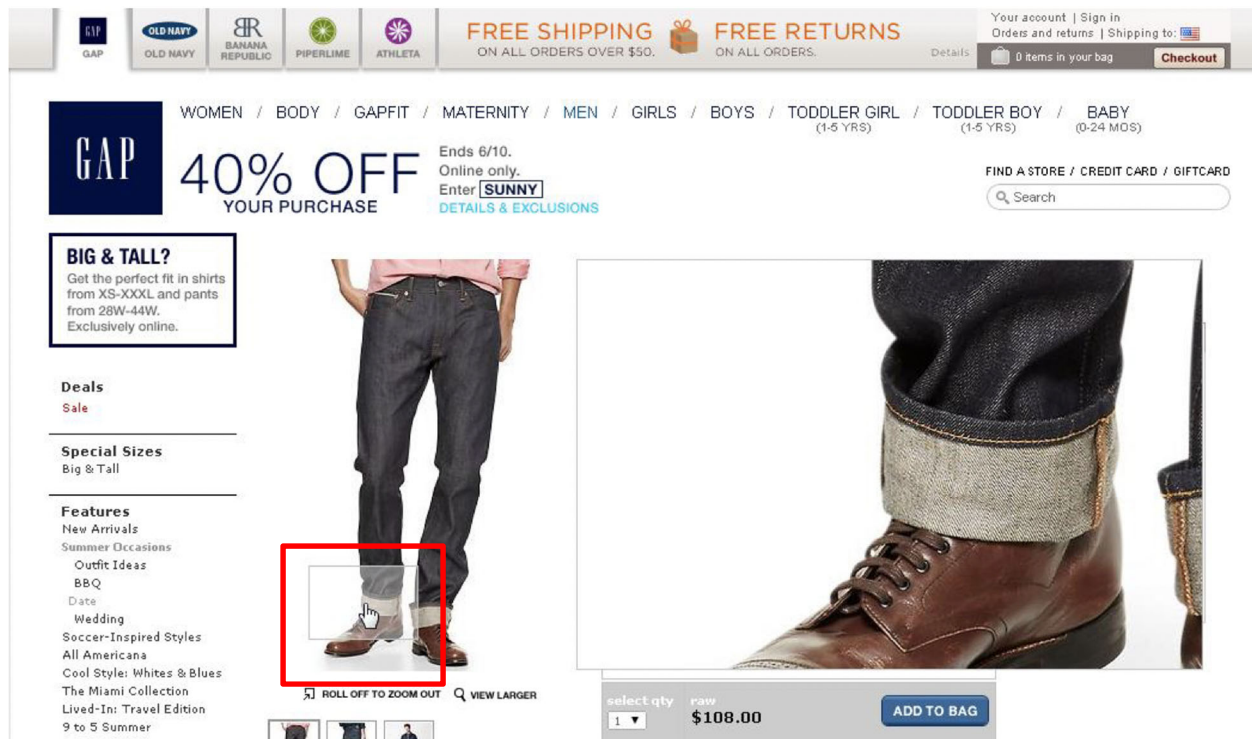 GAP
GAP
OLD NAVY
OLD NAVY
BR
BANANA
REPUBLIC
PIPERLIME
ATHLETA
FREE SHIPPING
ON ALL ORDERS OVER $50.
FREE RETURNS
ON ALL ORDERS.
Details
Your account | Sign in
Orders and returns | Shipping to:
0 items in your bag
Checkout
WOMEN / BODY / GAPFIT / MATERNITY / MEN / GIRLS / BOYS / TODDLER GIRL / TODDLER BOY / BABY
(1-5 YRS) (1-5 YRS) (0-24 MOS)
GAP
40% OFF
YOUR PURCHASE
Ends 6/10.
Online only.
Enter SUNNY
DETAILS & EXCLUSIONS
FIND A STORE / CREDIT CARD / GIFTCARD
Search
BIG & TALL?
Get the perfect fit in shirts
from XS-XXXL and pants
from 28W-44W.
Exclusively online.
Deals
Sale
Special Sizes
Big & Tall
Features
New Arrivals
Summer Occasions
Outfit Ideas
BBQ
Date
Wedding
Soccer-Inspired Styles
All Americana
Cool Style: Whites & Blues
The Miami Collection
Lived-In: Travel Edition
9 to 5 Summer
ROLL OFF TO ZOOM OUT
VIEW LARGER
select qty
1
raw
$108.00
ADD TO BAG